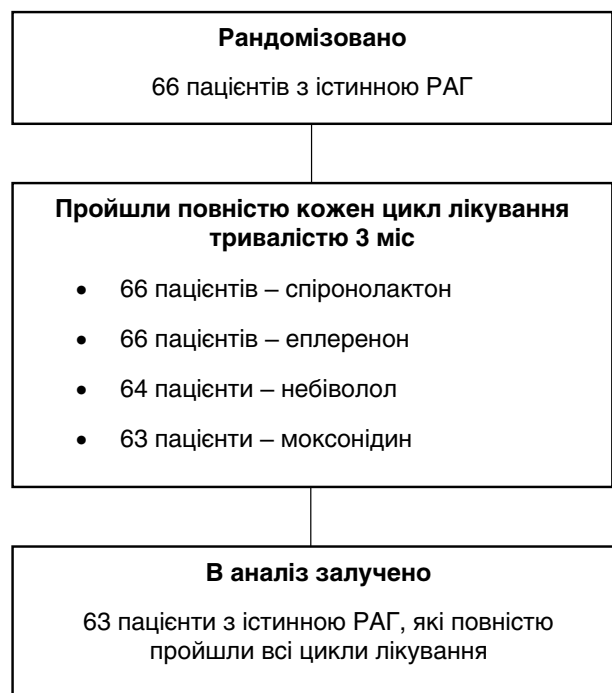 Рандомізовано
66 пацієнтів з істинною РАГ
Пройшли повністю кожен цикл лікування
тривалістю 3 міс
• 66 пацієнтів – спіронолактон
• 66 пацієнтів – еплеренон
• 64 пацієнти – небіволол
• 63 пацієнти – моксонідин
В аналіз залучено
63 пацієнти з істинною РАГ, які повністю
пройшли всі цикли лікування